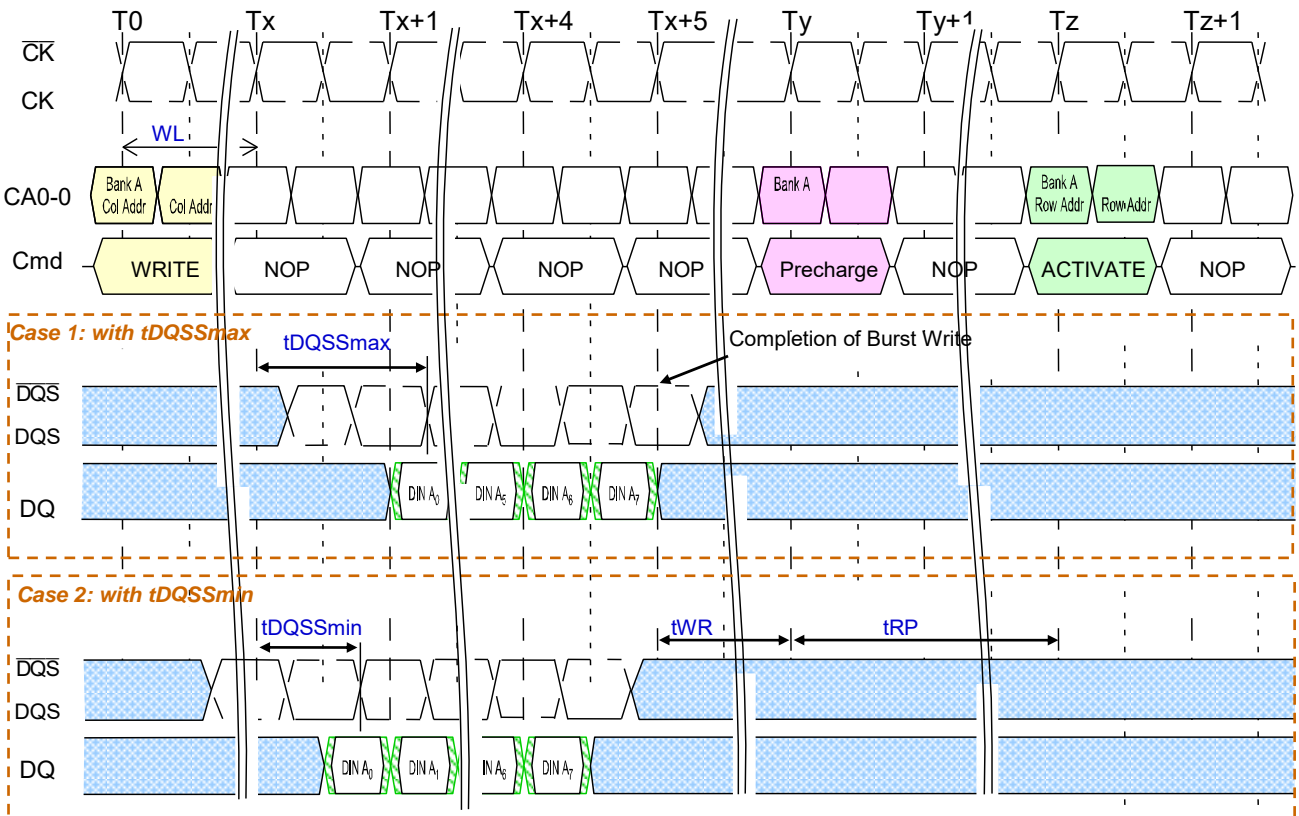 T0 Tx Tx+1 Tx+4 Tx+5 Ty Ty+1 Tz Tz+1
CK
CK
WL
CA0-0 Bank A Col Addr Col Addr Bank A Bank A Row Addr Row Addr
Cmd WRITE NOP NOP NOP NOP Precharge NOP ACTIVATE NOP
Case 1: with tDQSSmax
tDQSSmax
Completion of Burst Write
DQS
DQS
DQ DIN A0 DIN A5 DIN A6 DIN A7
Case 2: with tDQSSmin
tDQSSmin tWR tRP
DQS
DQS
DQ DIN A0 DIN A1 IN A6 DIN A7